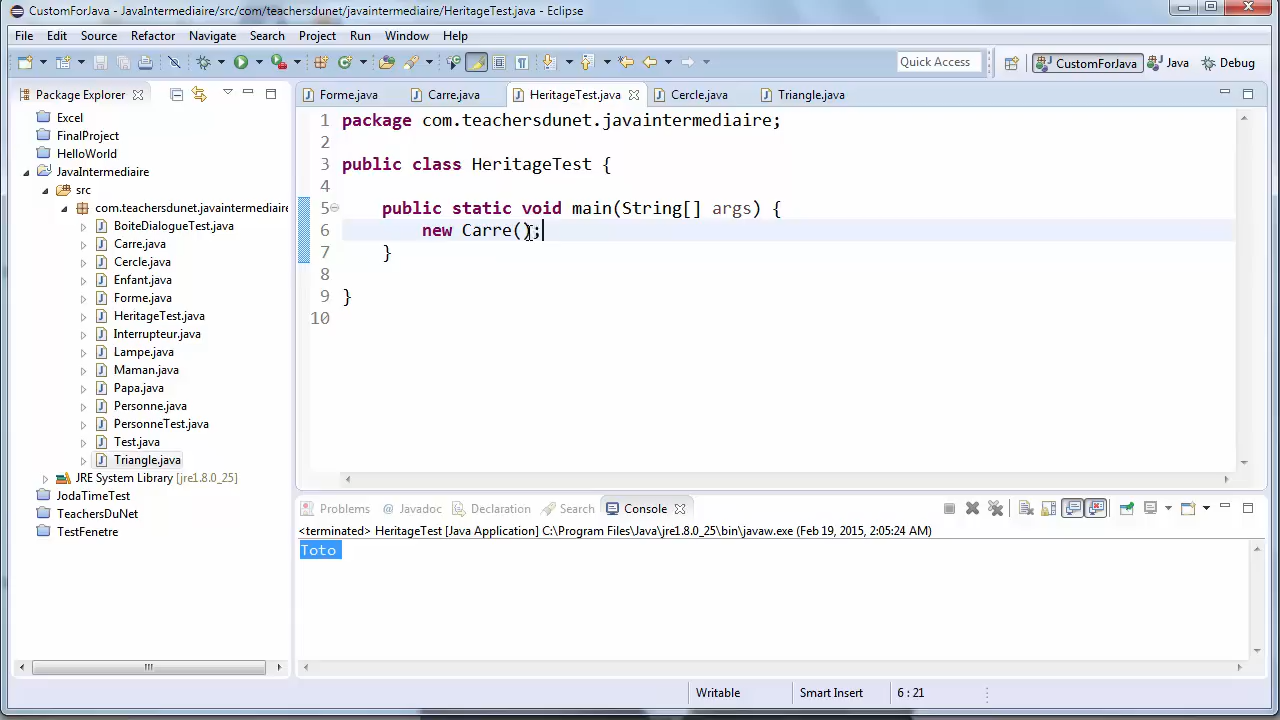 CustomForJava - JavaIntermediaire/src/com/teachersdunet/javaintermediaire/HeritageTest.java - Eclipse
File Edit Source Refactor Navigate Search Project Run Window Help
Quick Access CustomForJava Java Debug
Package Explorer
Forme.java Carre.java HeritageTest.java Cercle.java Triangle.java
Excel
FinalProject
HelloWorld
JavaIntermediaire
src
com.teachersdunet.javaintermediaire
BoiteDialogueTest.java
Carre.java
Cercle.java
Enfant.java
Forme.java
HeritageTest.java
Interrupteur.java
Lampe.java
Maman.java
Papa.java
Personne.java
PersonneTest.java
Test.java
Triangle.java
JRE System Library [jre1.8.0_25]
JodaTimeTest
TeachersDuNet
TestFenetre
1 package com.teachersdunet.javaintermediaire;
2
3 public class HeritageTest {
4
5 public static void main(String[] args) {
6 new Carre();
7 }
8
9 }
10
Problems Javadoc Declaration Search Console
<terminated> HeritageTest [Java Application] C:\Program Files\Java\jre1.8.0_25\bin\javaw.exe (Feb 19, 2015, 2:05:24 AM)
Toto
Writable Smart Insert 6 : 21